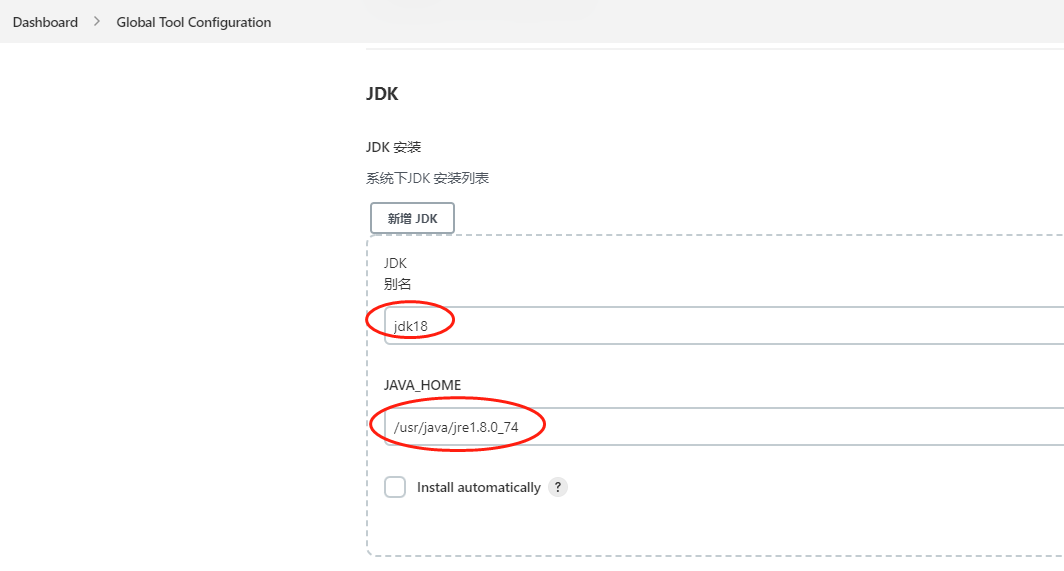 Dashboard > Global Tool Configuration
JDK
JDK 安装
系统下JDK 安装列表
新增 JDK
JDK
别名
jdk18
JAVA_HOME
/usr/java/jre1.8.0_74
Install automatically ?